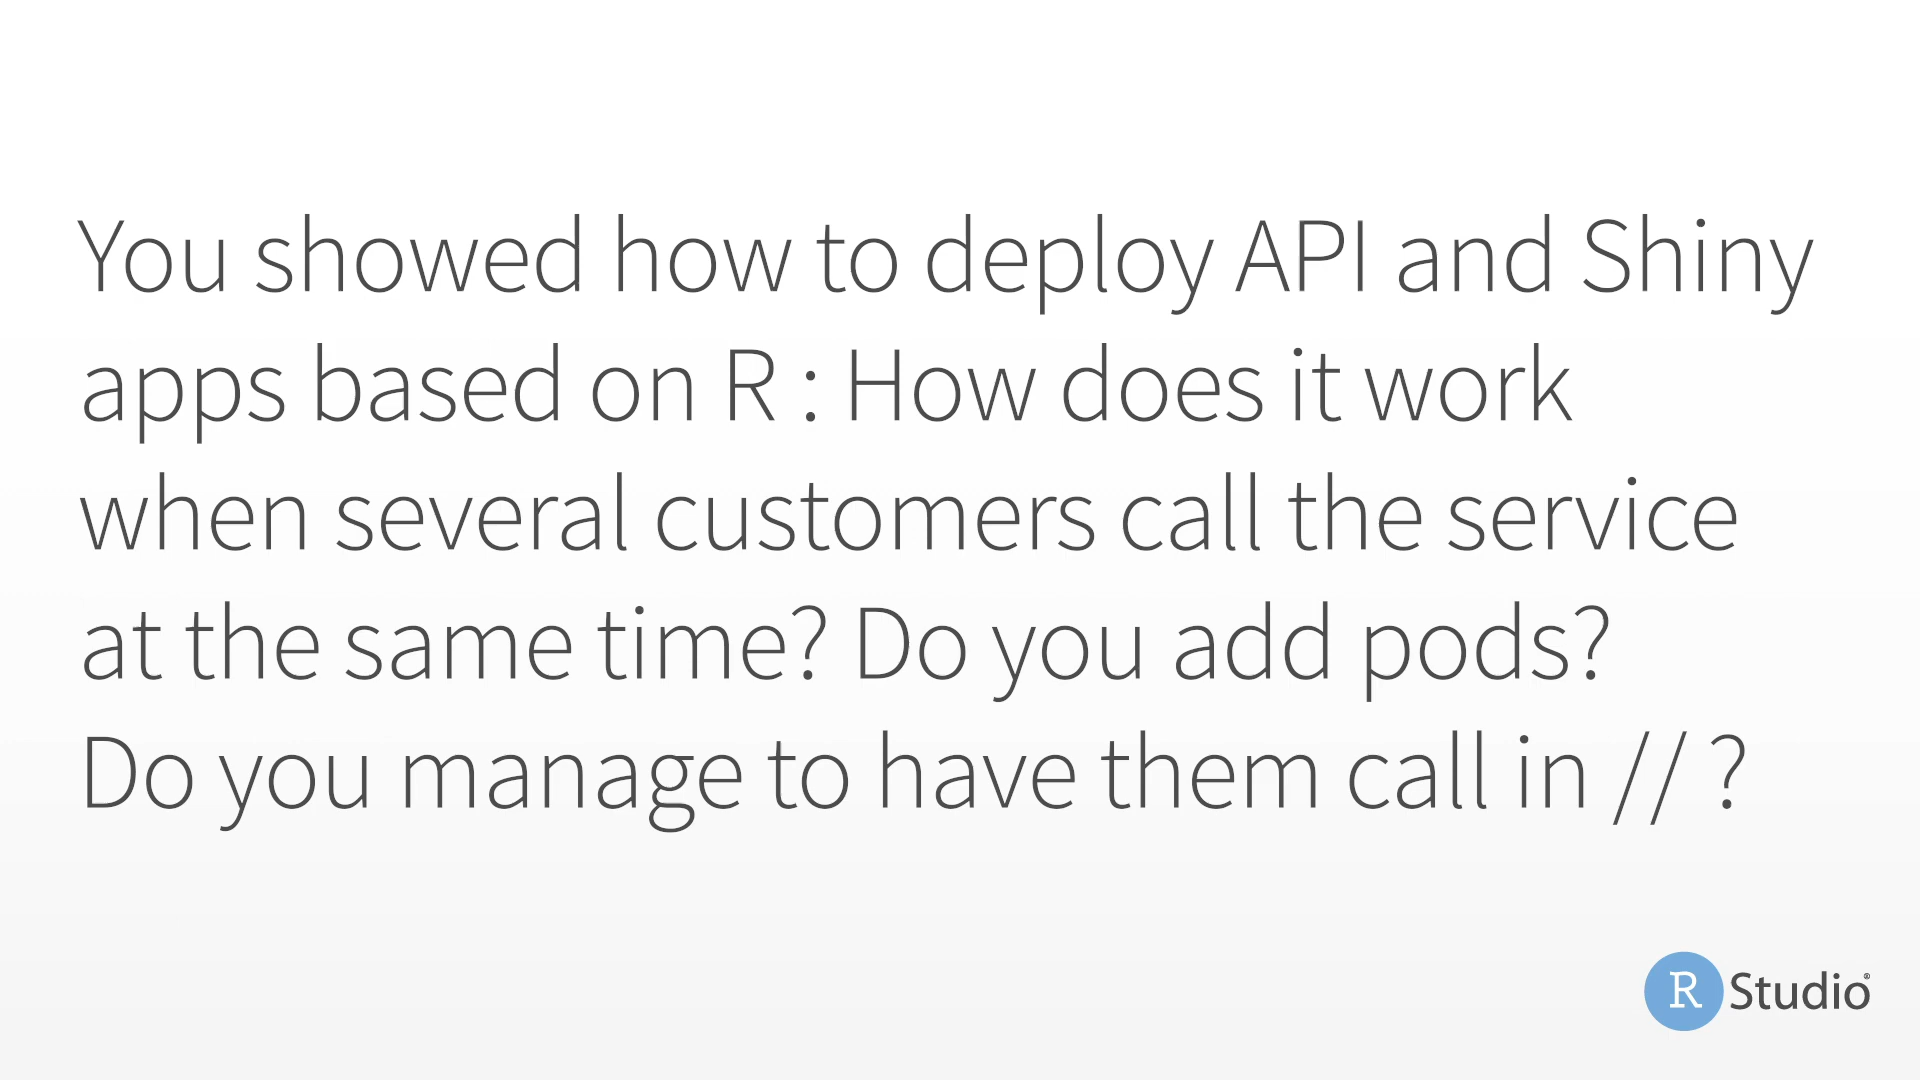 You showed how to deploy API and Shiny
apps based on R : How does it work
when several customers call the service
at the same time? Do you add pods?
Do you manage to have them call in // ?
R Studio®